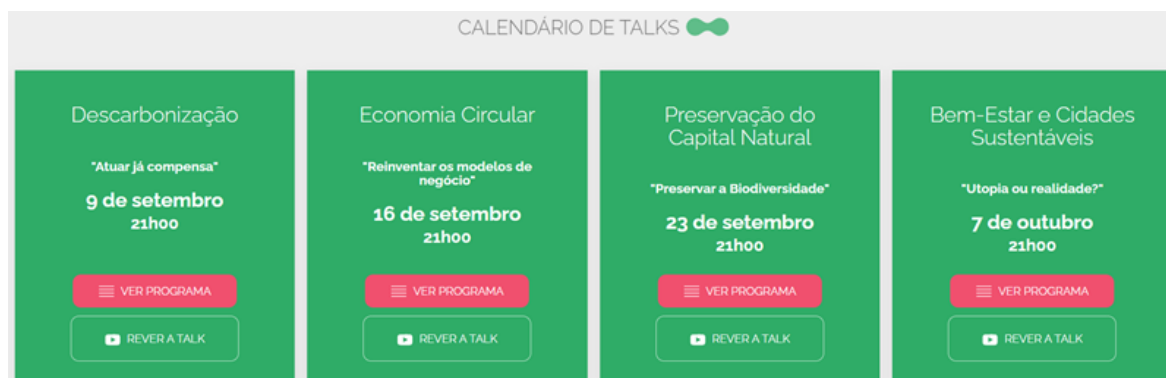 CALENDÁRIO DE TALKS
Descarbonização
"Atuar já compensa"
9 de setembro
21h00
VER PROGRAMA
REVER A TALK
Economia Circular
"Reinventar os modelos de
negócio"
16 de setembro
21h00
VER PROGRAMA
REVER A TALK
Preservação do
Capital Natural
"Preservar a Biodiversidade"
23 de setembro
21h00
VER PROGRAMA
REVER A TALK
Bem-Estar e Cidades
Sustentáveis
"Utopia ou realidade?"
7 de outubro
21h00
VER PROGRAMA
REVER A TALK